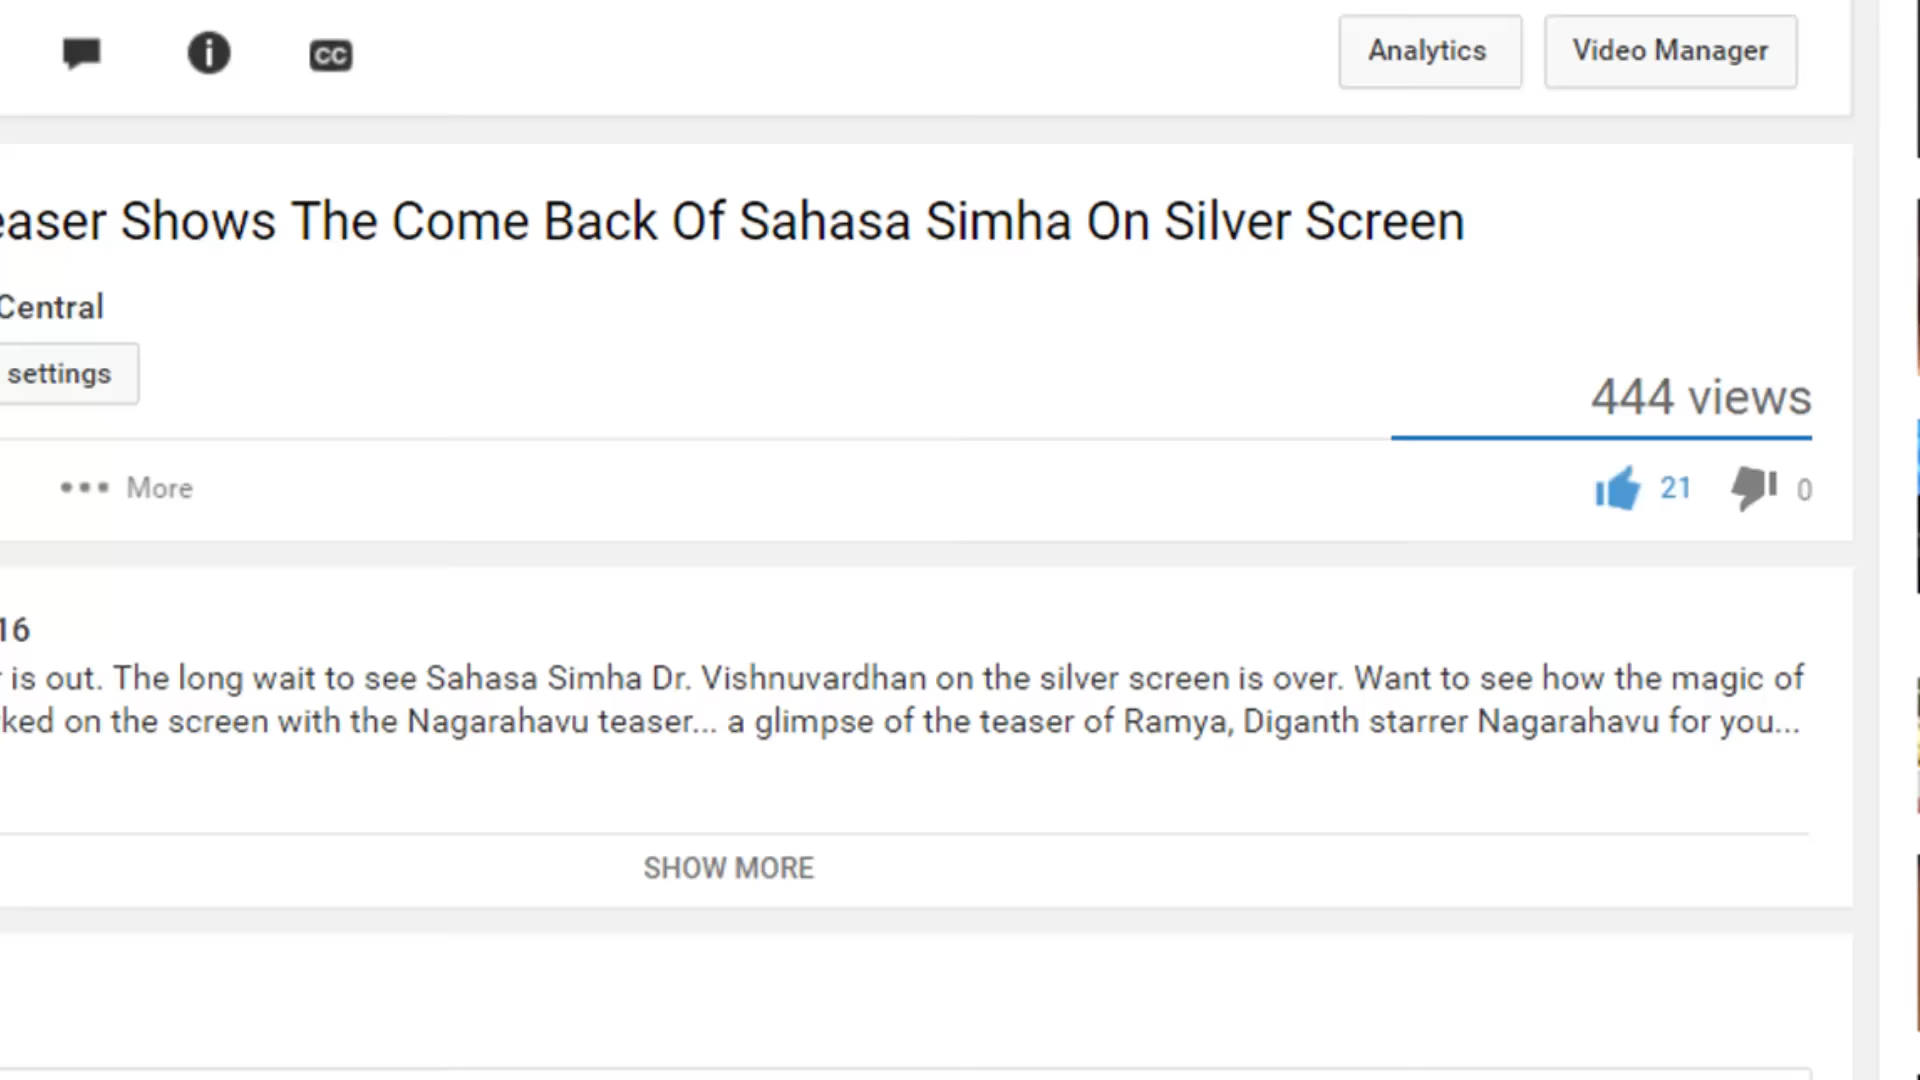 CC
Analytics
Video Manager
easer Shows The Come Back Of Sahasa Simha On Silver Screen
Central
settings
444 views
••• More
21
0
16
is out. The long wait to see Sahasa Simha Dr. Vishnuvardhan on the silver screen is over. Want to see how the magic of
ked on the screen with the Nagarahavu teaser... a glimpse of the teaser of Ramya, Diganth starrer Nagarahavu for you...
SHOW MORE